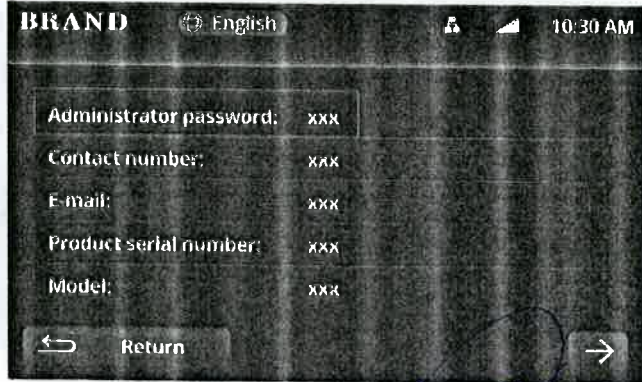 BRAND English 10:30 AM
Administrator password: xxx
Contact number: xxx
E-mail: xxx
Product serial number: xxx
Model: xxx
Return